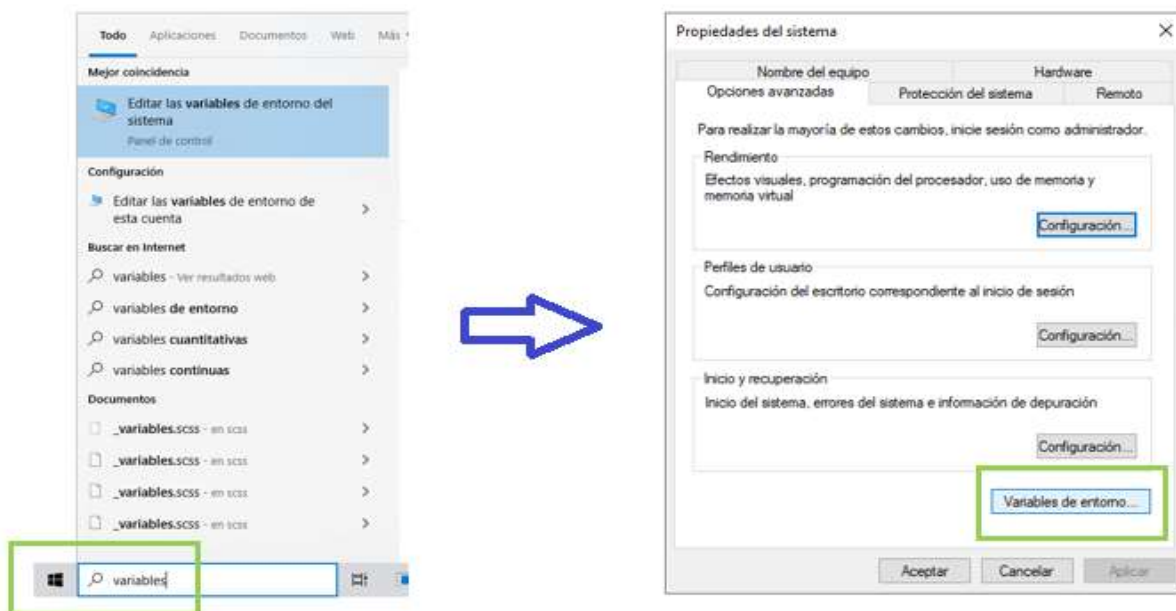 Todo Aplicaciones Documentos Web Más
Mejor coincidencia
Editar las variables de entorno del
sistema
Panel de control
Configuración
Editar las variables de entorno de
esta cuenta
Buscar en Internet
variables - Ver resultados web
variables de entorno
variables cuantitativas
variables continuas
Documentos
_variables.scss - en scss
_variables.scss - en scss
_variables.scss - en scss
_variables.scss - en scss
variables
Propiedades del sistema
Nombre del equipo Hardware
Opciones avanzadas Protección del sistema Remoto
Para realizar la mayoría de estos cambios, inicie sesión como administrador.
Rendimiento
Efectos visuales, programación del procesador, uso de memoria y
memoria virtual
Configuración...
Perfiles de usuario
Configuración del escritorio correspondiente al inicio de sesión
Configuración...
Inicio y recuperación
Inicio del sistema, errores del sistema e información de depuración
Configuración...
Variables de entorno...
Aceptar Cancelar Aplicar